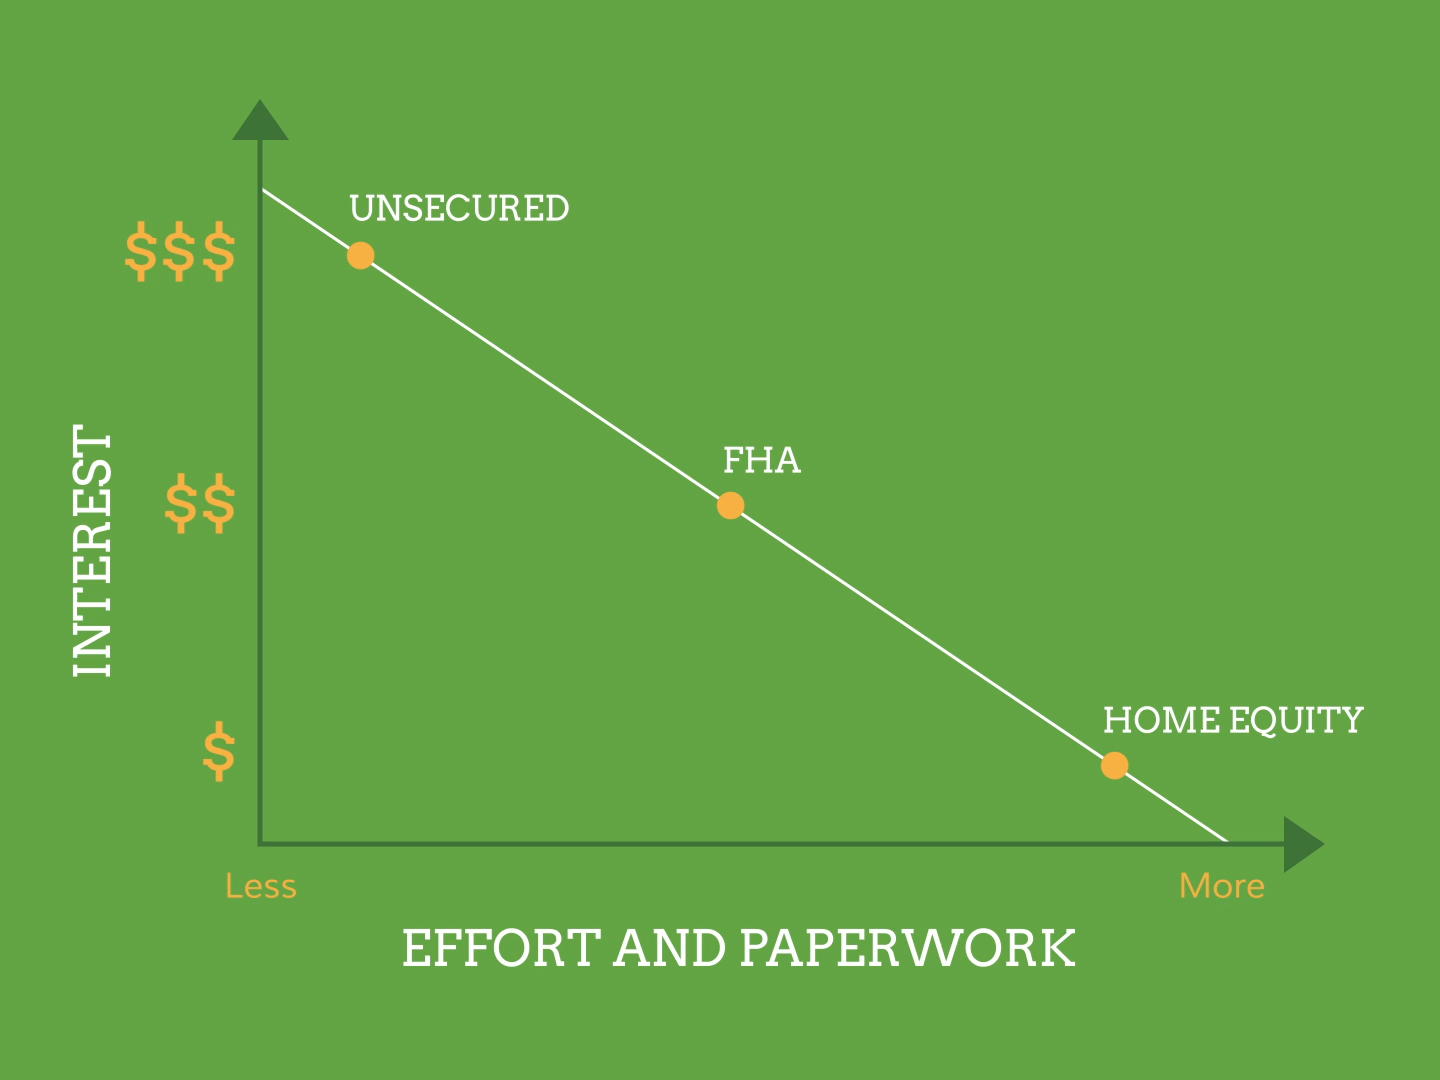 UNSECURED
$$$
FHA
$$
INTEREST
HOME EQUITY
$
Less
More
EFFORT AND PAPERWORK